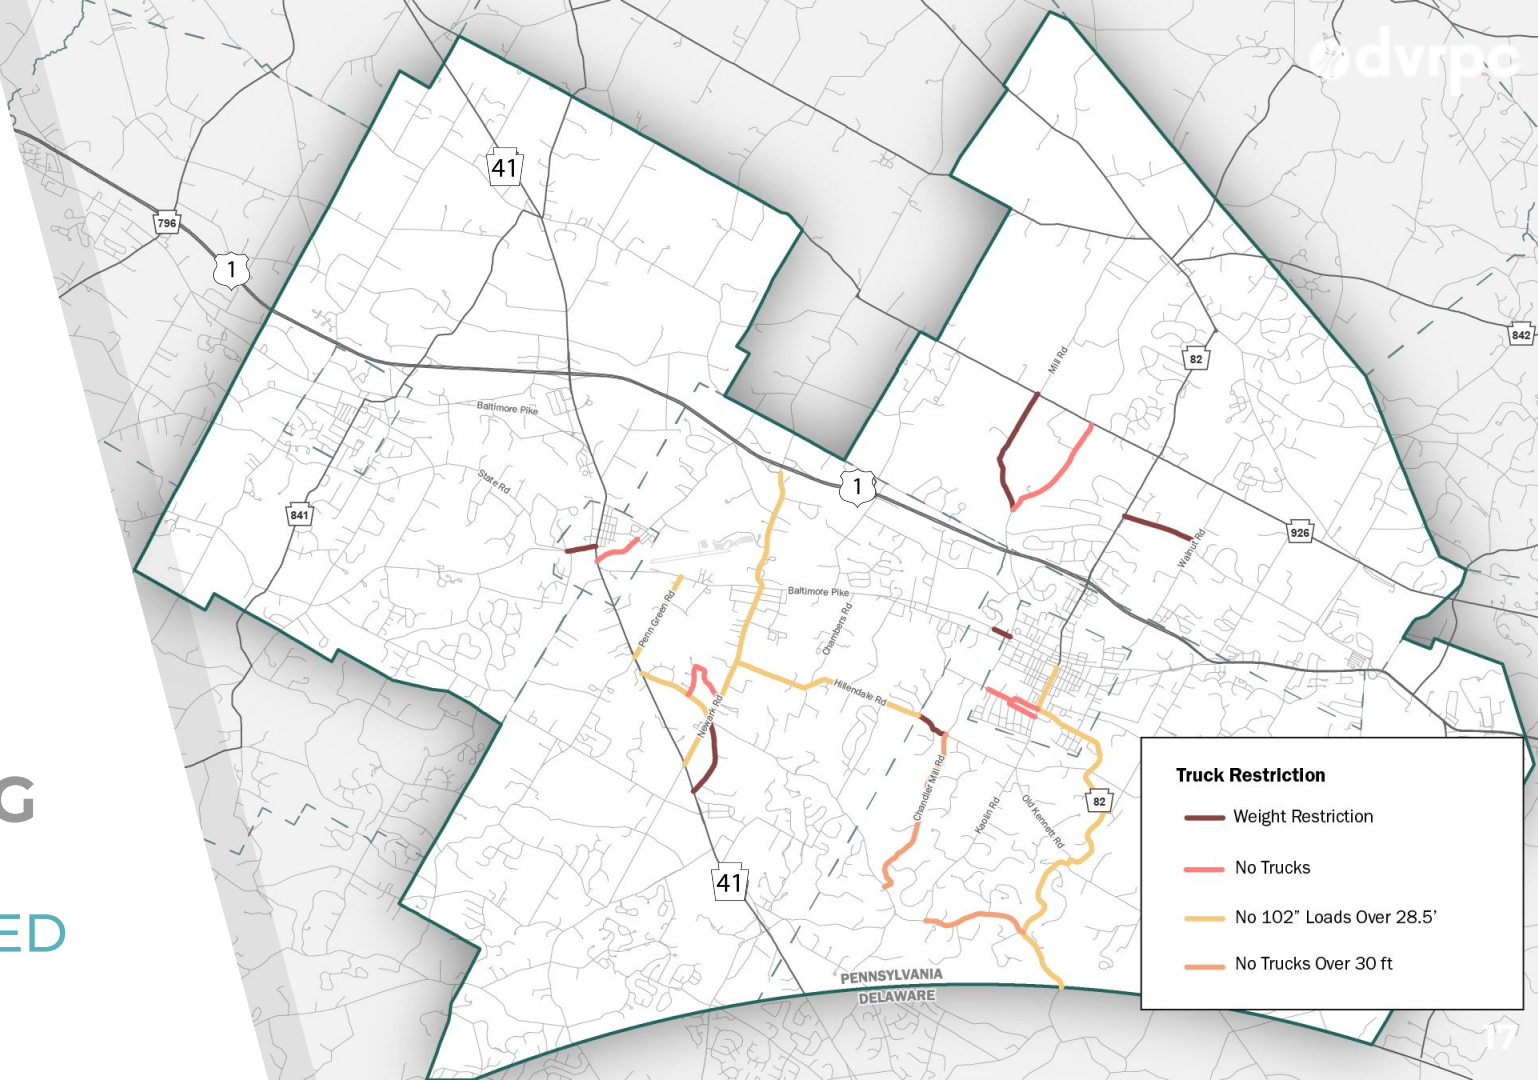 dvrpc
41
796
1
842
82
Mill Rd
Baltimore Pike
State Rd
1
841
926
Walnut Rd
Baltimore Pike
Penn Green Rd
Chambers Rd
Hillendale Rd
Newark Rd
Chandler Mill Rd
Kaolin Rd
Old Kennett Rd
82
41
G
ED
PENNSYLVANIA
DELAWARE
Truck Restriction
Weight Restriction
No Trucks
No 102” Loads Over 28.5’
No Trucks Over 30 ft
17